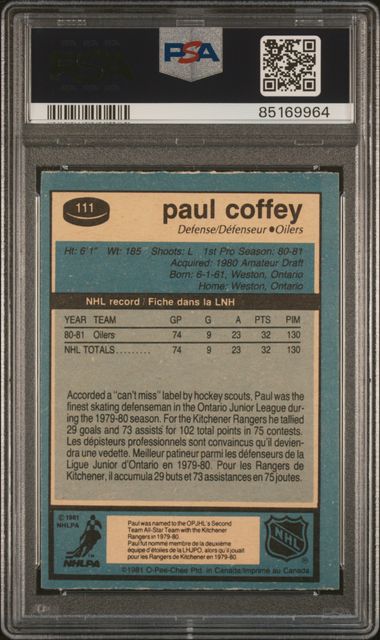 PSA
85169964
111
paul coffey
Defense/Défenseur ●Oilers
Ht: 6'1" Wt: 185 Shoots: L 1st Pro Season: 80-81
Acquired: 1980 Amateur Draft
Born: 6-1-61, Weston, Ontario
Home: Weston, Ontario
NHL record / Fiche dans la LNH
YEAR TEAM GP G A PTS PIM
80-81 Oilers 74 9 23 32 130
NHL TOTALS......... 74 9 23 32 130
Accorded a "can't miss" label by hockey scouts, Paul was the
finest skating defenseman in the Ontario Junior League dur-
ing the 1979-80 season. For the Kitchener Rangers he tallied
29 goals and 73 assists for 102 total points in 75 contests.
Les dépisteurs professionnels sont convaincus qu'il devien-
dra une vedette. Meilleur patineur parmi les défenseurs de la
Ligue Junior d'Ontario en 1979-80. Pour les Rangers de
Kitchener, il accumula 29 buts et 73 assistances en 75 joutes.
© 1981
NHLPA
NHLPA
Paul was named to the OPJHL's Second
Team All-Star Team with the Kitchener
Rangers in 1979-80
Paul fut nommé membre de la deuxième
équipe d'étoiles de la LHJPO, alors qu'il jouait
pour les Rangers de Kitchener en 1979-80
NHL
©1981 O-Pee-Chee Ptd. in Canada/Imprimé au Canada